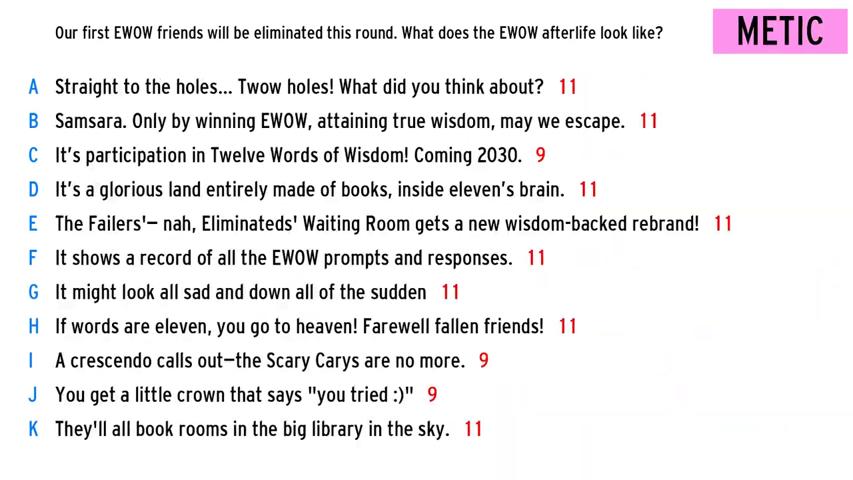 Our first EWOW friends will be eliminated this round. What does the EWOW afterlife look like?
METIC
A Straight to the holes... Twow holes! What did you think about? 11
B Samsara. Only by winning EWOW, attaining true wisdom, may we escape. 11
C It's participation in Twelve Words of Wisdom! Coming 2030. 9
D It's a glorious land entirely made of books, inside eleven's brain. 11
E The Failers'— nah, Eliminateds' Waiting Room gets a new wisdom-backed rebrand! 11
F It shows a record of all the EWOW prompts and responses. 11
G It might look all sad and down all of the sudden 11
H If words are eleven, you go to heaven! Farewell fallen friends! 11
I A crescendo calls out—the Scary Carys are no more. 9
J You get a little crown that says "you tried :)" 9
K They'll all book rooms in the big library in the sky. 11